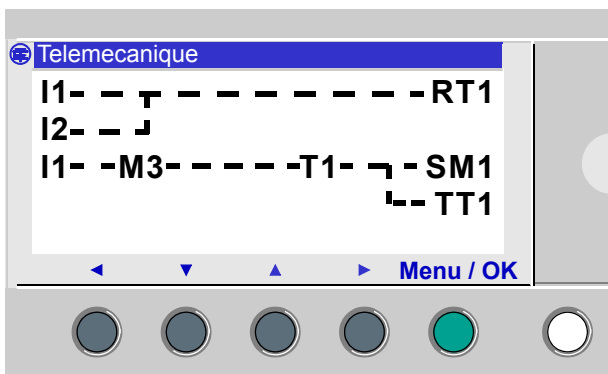 Telemecanique
I1- - - - - - - - - - RT1
I2- - -
I1- -M3- - - - - -T1- - - SM1
-- TT1
◄ ▼ ▲ ► Menu / OK